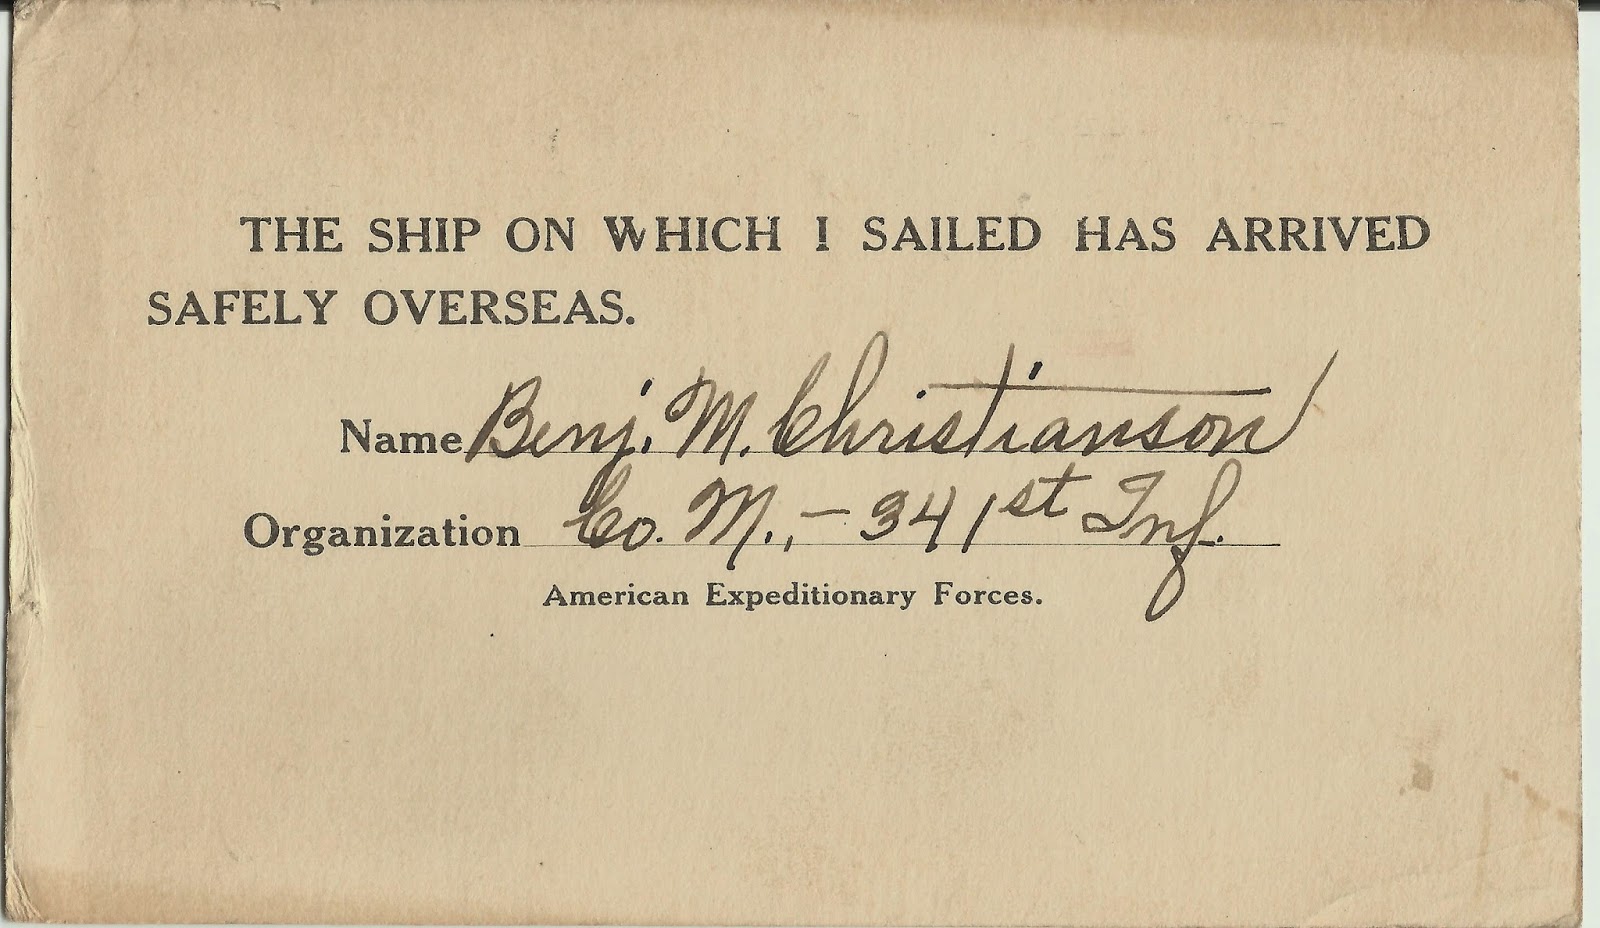 THE SHIP ON WHICH I SAILED HAS ARRIVED
SAFELY OVERSEAS.
Name Benj. M. Christianson
Organization Co. M., - 341st Inf.
American Expeditionary Forces.